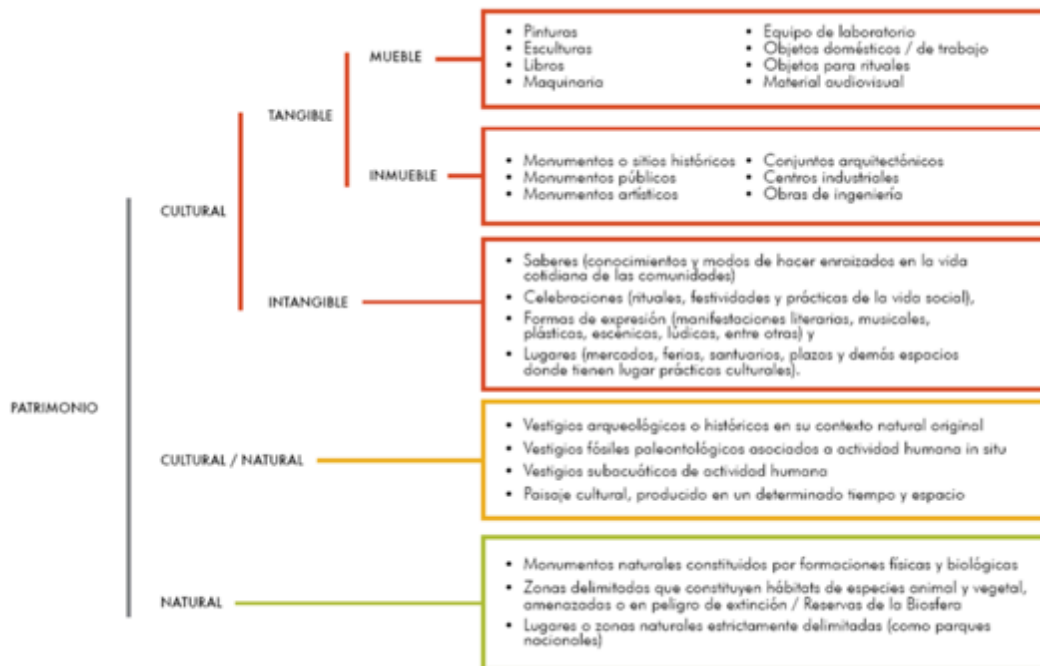 MUEBLE
• Pinturas
• Esculturas
• Libros
• Maquinaria
• Equipo de laboratorio
• Objetos domésticos / de trabajo
• Objetos para rituales
• Material audiovisual
TANGIBLE
INMUEBLE
• Monumentos o sitios históricos
• Monumentos públicos
• Monumentos artísticos
• Conjuntos arquitectónicos
• Centros industriales
• Obras de ingeniería
CULTURAL
INTANGIBLE
• Saberes (conocimientos y modos de hacer enraizados en la vida
cotidiana de las comunidades)
• Celebraciones (rituales, festividades y prácticas de la vida social),
• Formas de expresión (manifestaciones literarias, musicales,
plásticas, escénicas, lúdicas, entre otras) y
• Lugares (mercados, ferias, santuarios, plazas y demás espacios
donde tienen lugar prácticas culturales).
PATRIMONIO
CULTURAL / NATURAL
• Vestigios arqueológicos o históricos en su contexto natural original
• Vestigios fósiles paleontológicos asociados a actividad humana in situ
• Vestigios subacuáticos de actividad humana
• Paisaje cultural, producido en un determinado tiempo y espacio
NATURAL
• Monumentos naturales constituidos por formaciones físicas y biológicas
• Zonas delimitadas que constituyen hábitats de especies animal y vegetal,
amenazadas o en peligro de extinción / Reservas de la Biosfera
• Lugares o zonas naturales estrictamente delimitadas (como parques
nacionales)